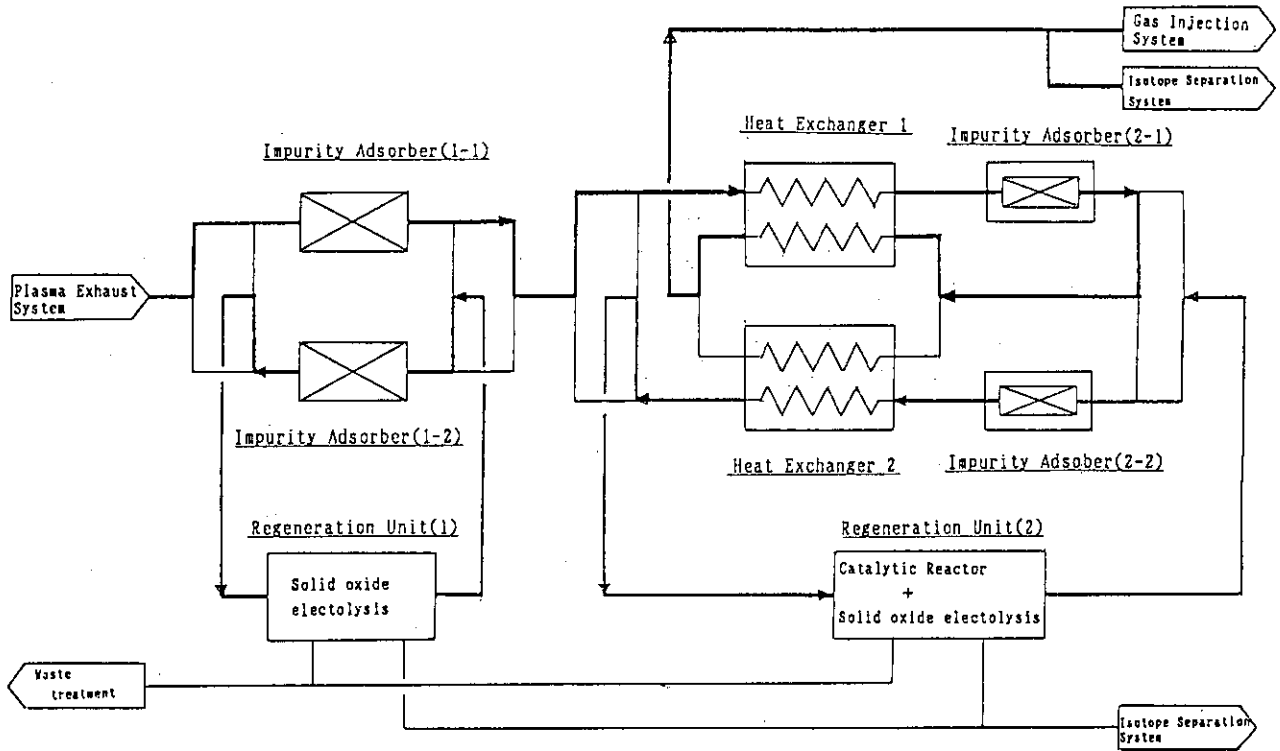 Gas Injection
System
Isotope Separation
System
Heat Exchanger 1
Impurity Adsorber(2-1)
Impurity Adsorber(1-1)
Plasma Exhaust
System
Impurity Adsorber(1-2)
Heat Exchanger 2
Impurity Adsober(2-2)
Regeneration Unit(1)
Solid oxide
electolysis
Regeneration Unit(2)
Catalytic Reactor
+
Solid oxide electolysis
Waste
treatment
Isotope Separation
System